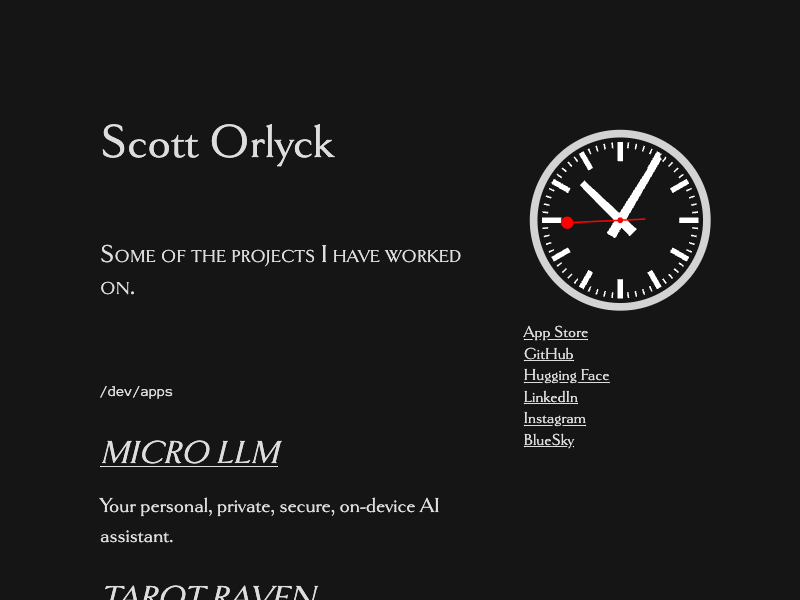 Scott Orlyck
Some of the projects I have worked
on.
/dev/apps
MICRO LLM
Your personal, private, secure, on-device AI
assistant.
TAROT RAVEN
App Store
GitHub
Hugging Face
LinkedIn
Instagram
BlueSky